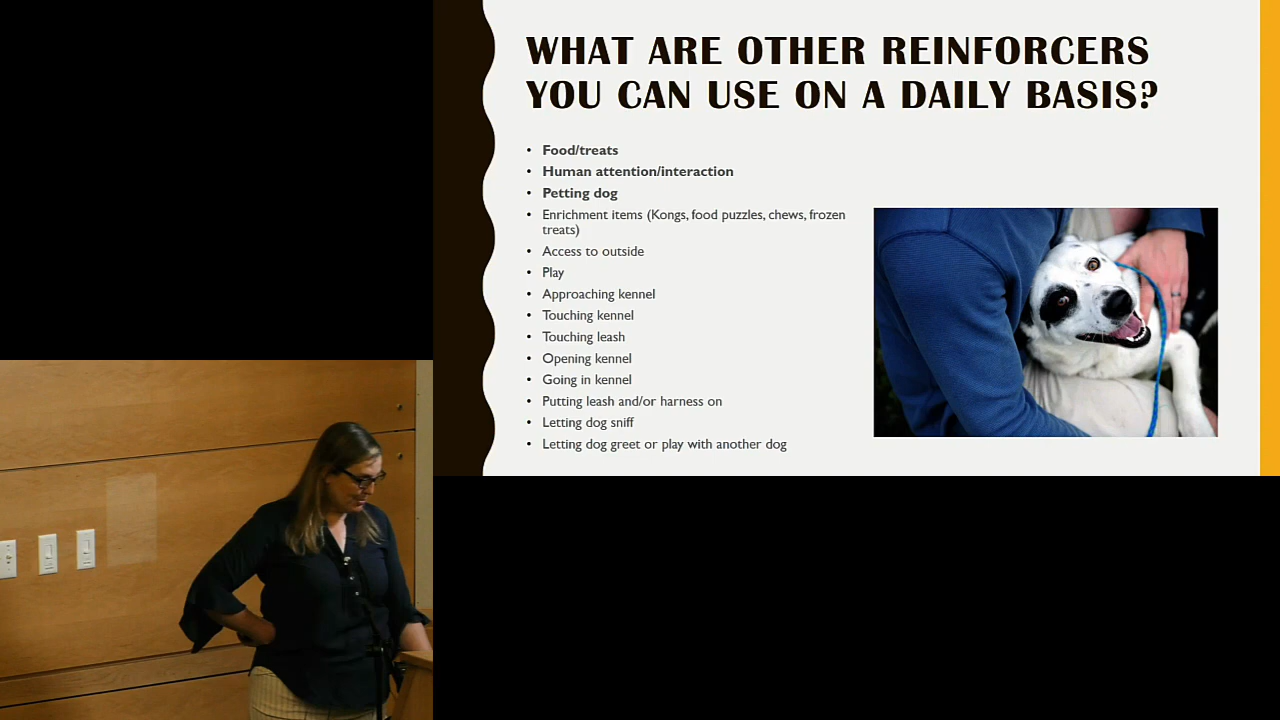 WHAT ARE OTHER REINFORCERS
YOU CAN USE ON A DAILY BASIS?
• Food/treats
• Human attention/interaction
• Petting dog
• Enrichment items (Kongs, food puzzles, chews, frozen
treats)
• Access to outside
• Play
• Approaching kennel
• Touching kennel
• Touching leash
• Opening kennel
• Going in kennel
• Putting leash and/or harness on
• Letting dog sniff
• Letting dog greet or play with another dog